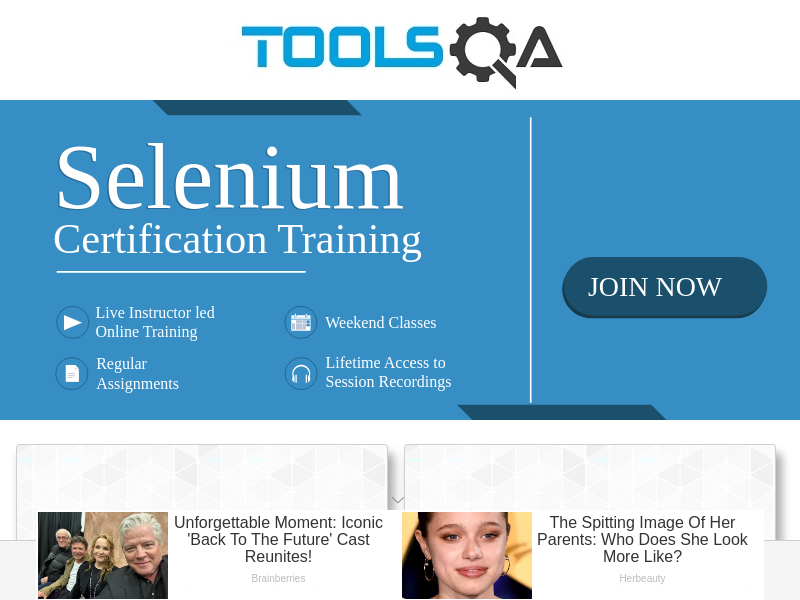 TOOLSQA
Selenium
Certification Training
JOIN NOW
Live Instructor led
Online Training
Weekend Classes
Regular
Assignments
Lifetime Access to
Session Recordings
Unforgettable Moment: Iconic
'Back To The Future' Cast
Reunites!
Brainberries
The Spitting Image Of Her
Parents: Who Does She Look
More Like?
Herbeauty